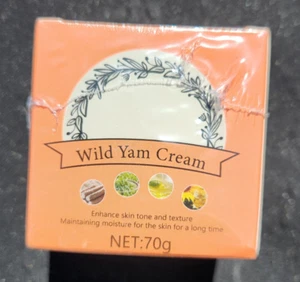 Wild Yam Cream
Enhance skin tone and texture
Maintaining moisture for the skin for a long time
NET:70g